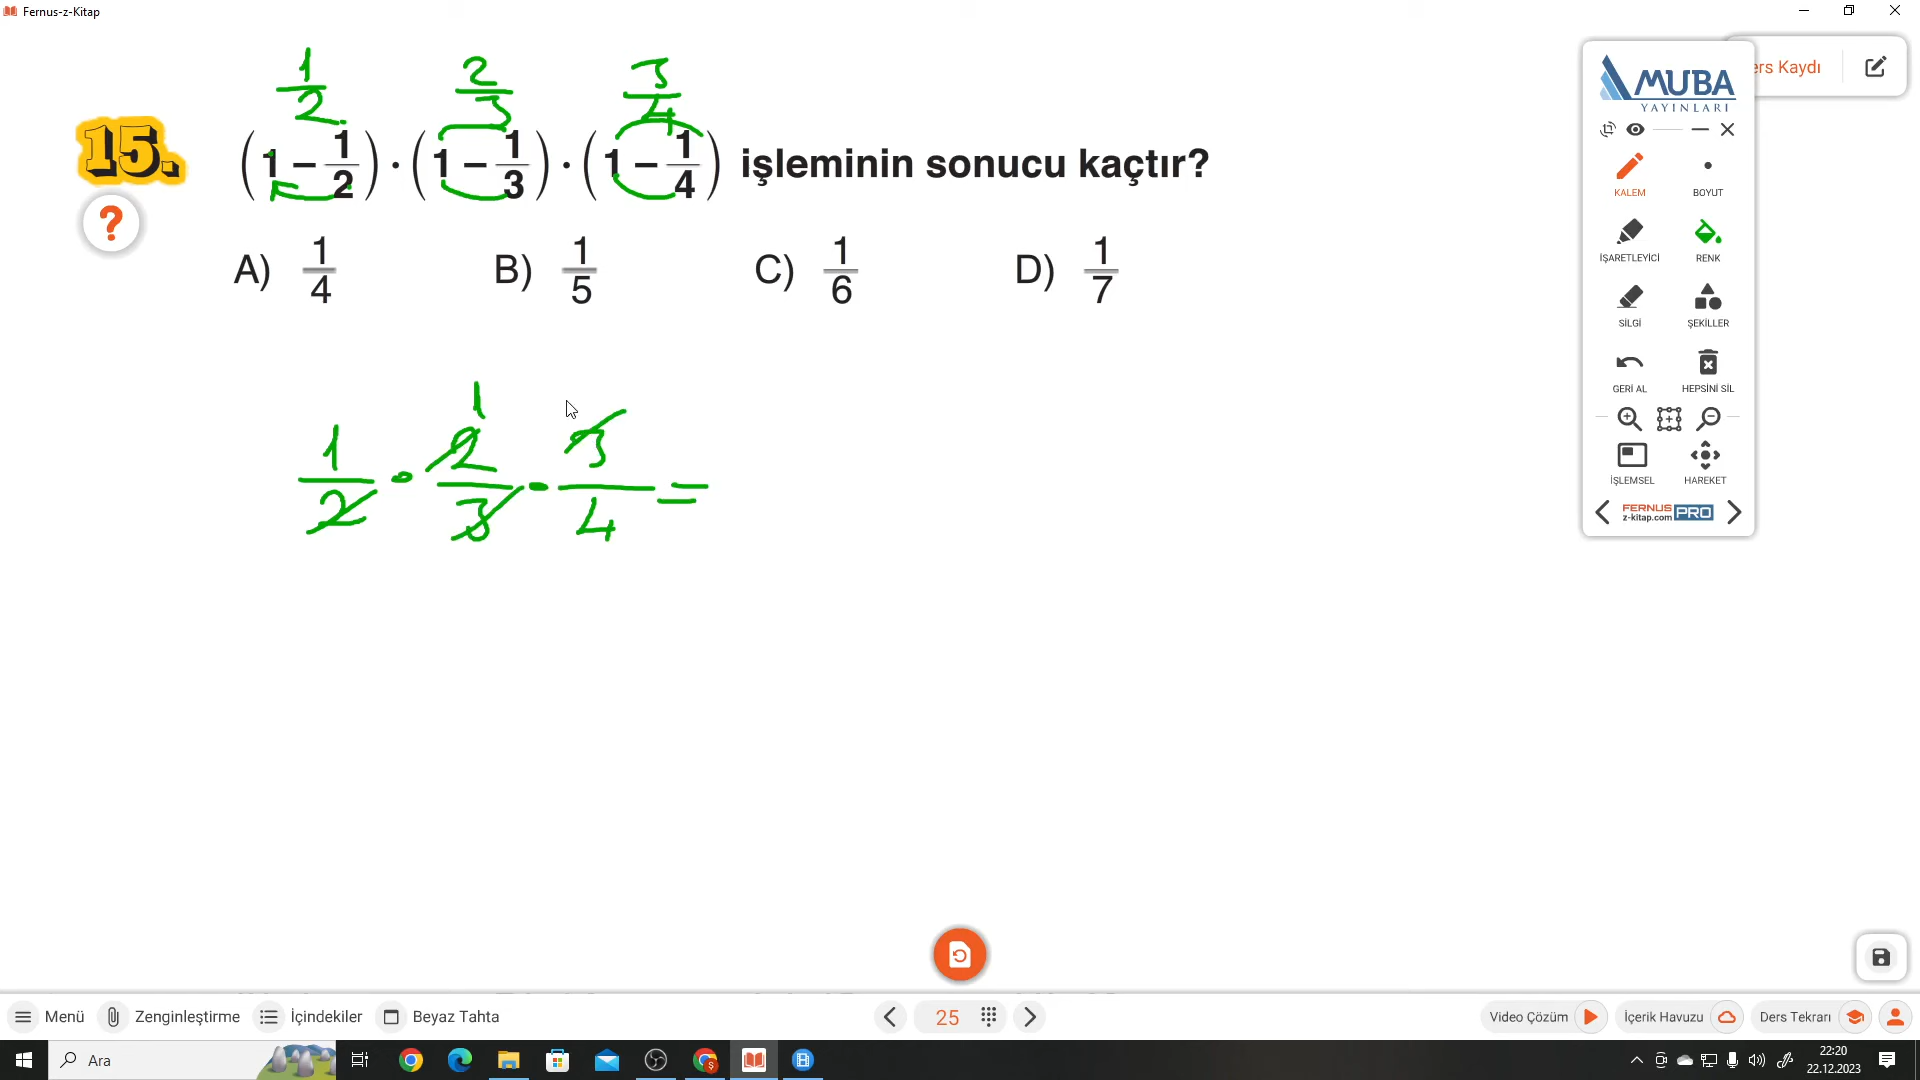 Fernus-z-Kitap
1/2 2/3 3/4
15. (1 − 1/2) · (1 − 1/3) · (1 − 1/4) işleminin sonucu kaçtır?
?
A) 1/4 B) 1/5 C) 1/6 D) 1/7
1
1/2 · 2/3 · 3/4 =
ers Kaydı
MUBA
YAYINLARI
KALEM BOYUT
İŞARETLEYİCİ RENK
SİLGİ ŞEKİLLER
GERİ AL HEPSİNİ SİL
İŞLEMSEL HAREKET
FERNUS
z-kitap.com PRO
Menü Zenginleştirme İçindekiler Beyaz Tahta 25 Video Çözüm İçerik Havuzu Ders Tekrarı
Ara
22:20
22.12.2023